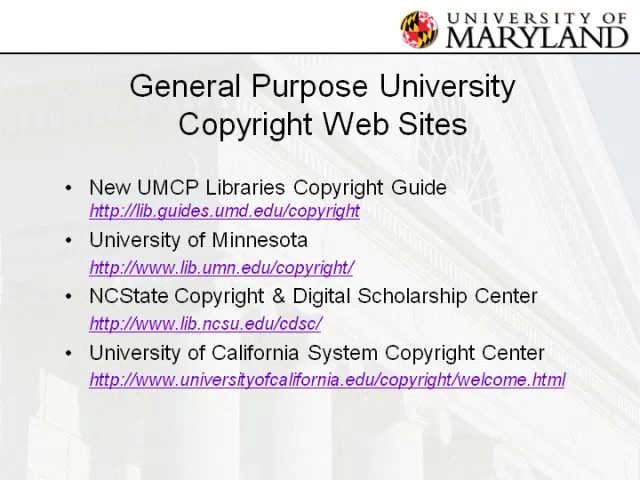 UNIVERSITY OF
MARYLAND
General Purpose University
Copyright Web Sites
• New UMCP Libraries Copyright Guide
http://lib.guides.umd.edu/copyright
• University of Minnesota
http://www.lib.umn.edu/copyright/
• NCState Copyright & Digital Scholarship Center
http://www.lib.ncsu.edu/cdsc/
• University of California System Copyright Center
http://www.universityofcalifornia.edu/copyright/welcome.html